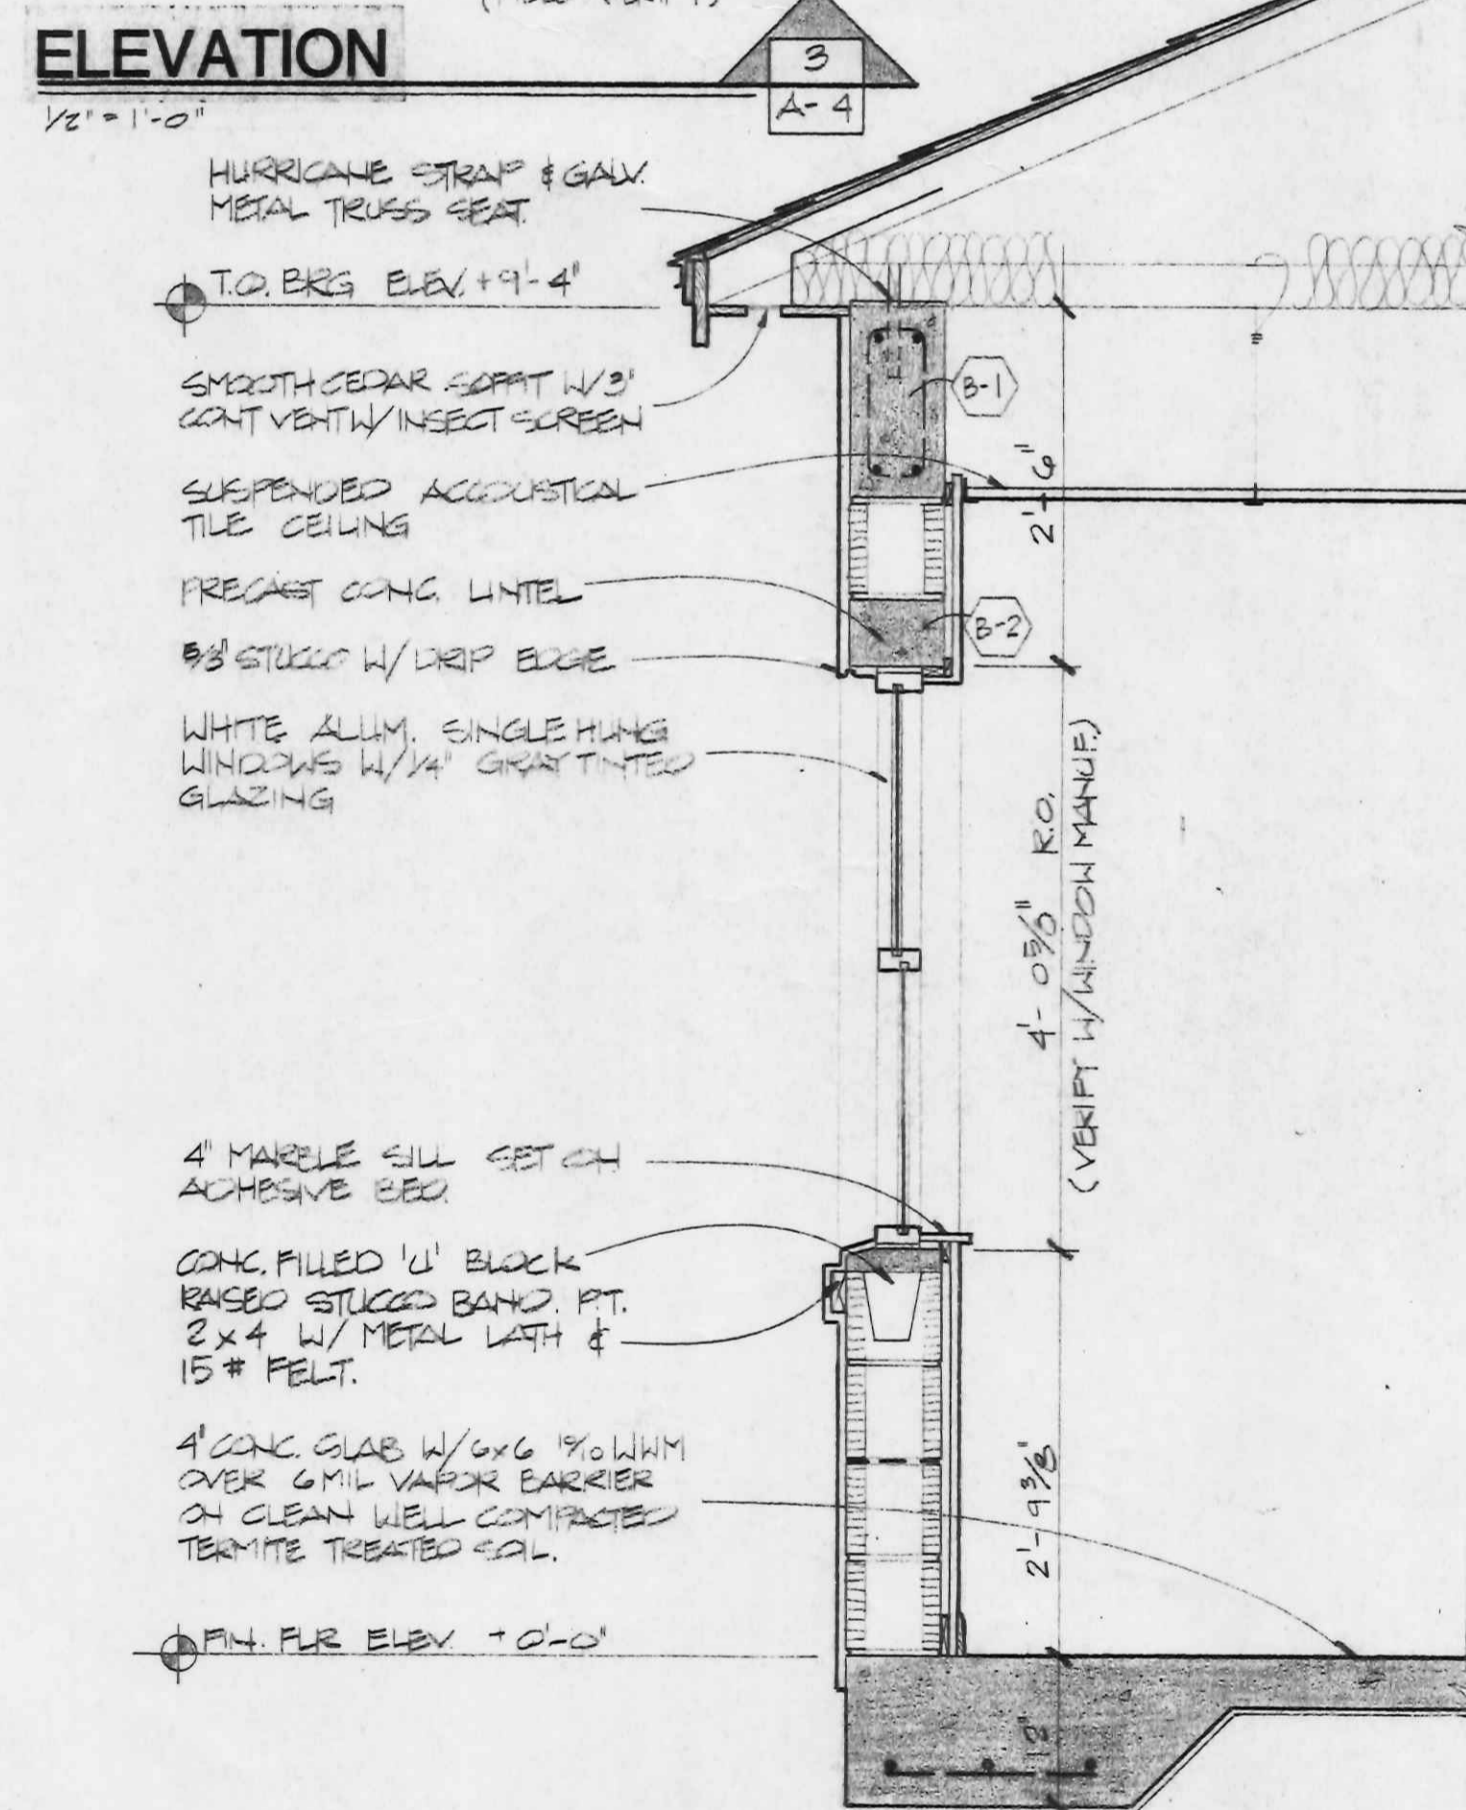 ELEVATION
1/2" = 1'-0"
3
A-4
HURRICANE STRAP & GALV.
METAL TRUSS SEAT.
T.O. BRG ELEV. +9'-4"
SMOOTH CEDAR SOFFIT W/3"
CONT VENT W/ INSECT SCREEN
B-1
2'-6"
SUSPENDED ACCOUSTICAL
TILE CEILING
PRECAST CONC. LINTEL
B-2
5/8" STUCCO W/ DRIP EDGE
WHITE ALUM. SINGLE HUNG
WINDOWS W/ 1/4" GRAY TINTED
GLAZING
4'-0 5/8" R.O.
(VERIFY W/WINDOW MANUF.)
4" MARBLE SILL SET ON
ADHESIVE BED.
CONC. FILLED 'U' BLOCK
RAISED STUCCO BAND. P.T.
2x4 W/ METAL LATH &
15# FELT.
4" CONC. SLAB W/ 6x6 10/10 WWM
OVER 6 MIL VAPOR BARRIER
ON CLEAN WELL COMPACTED
TERMITE TREATED SOIL.
2'-9 3/8"
FIN. FLR ELEV. +0'-0"